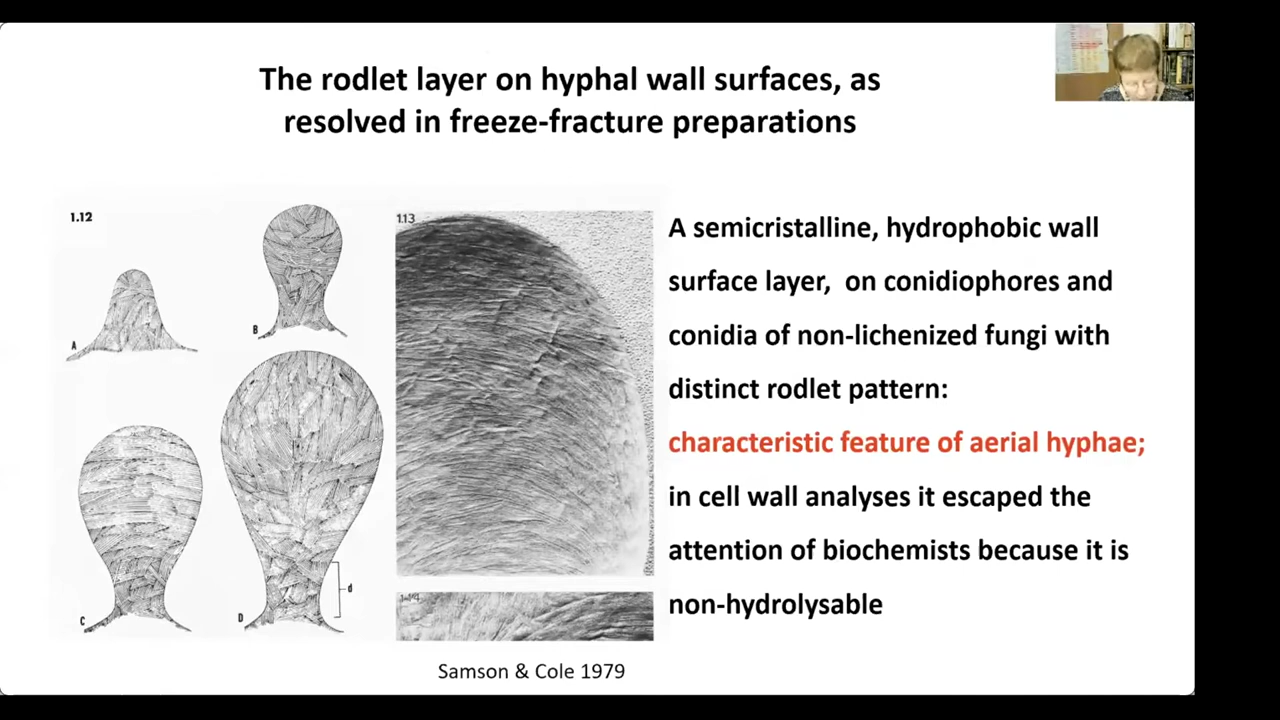 The rodlet layer on hyphal wall surfaces, as
resolved in freeze-fracture preparations
1.12
A
B
C
D
d
1.13
1.14
A semicristalline, hydrophobic wall
surface layer, on conidiophores and
conidia of non-lichenized fungi with
distinct rodlet pattern:
characteristic feature of aerial hyphae;
in cell wall analyses it escaped the
attention of biochemists because it is
non-hydrolysable
Samson & Cole 1979